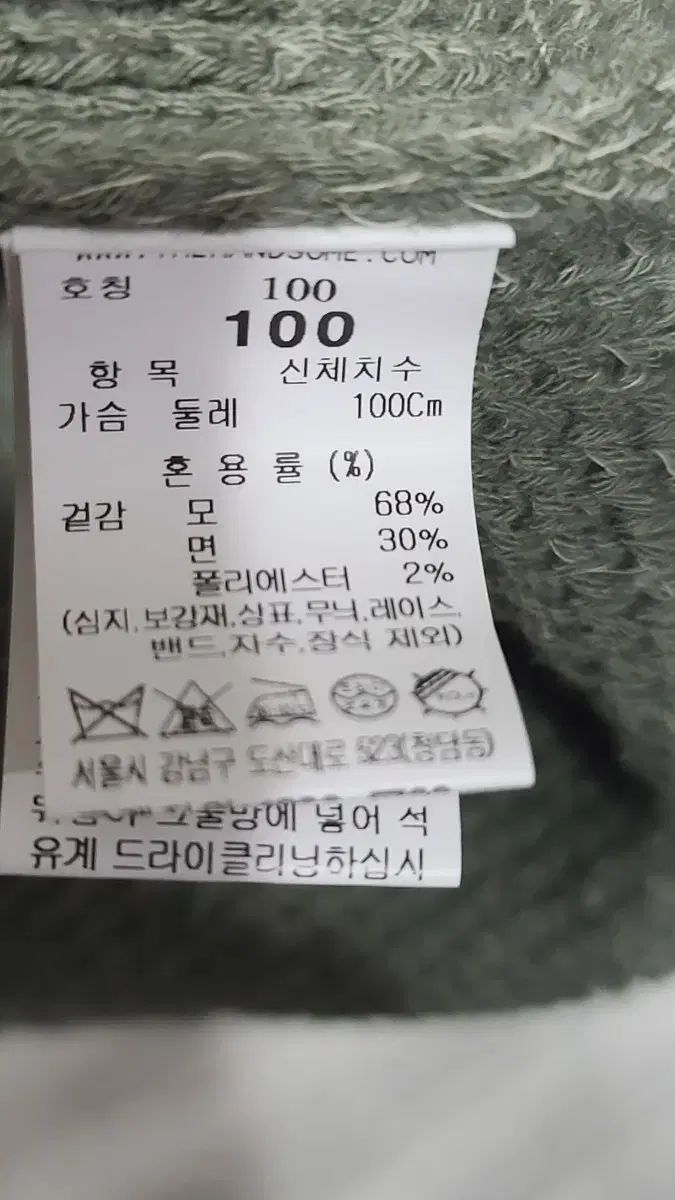 호칭 100
100
항 목 신체치수
가슴 둘레 100Cm
혼 용 률 (%)
겉감 모 68%
면 30%
폴리에스터 2%
(심지.보강재.상표.무늬.레이스.
밴드.자수.장식 제외)
서울시 강남구 도산대로 523(청담동)
넣어 석
유계 드라이클리닝하십시